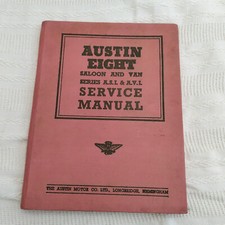 AUSTIN
EIGHT
SALOON AND VAN
SERIES A.S.1. & A.V.1.
SERVICE
MANUAL
THE AUSTIN MOTOR CO. LTD., LONGBRIDGE, BIRMINGHAM